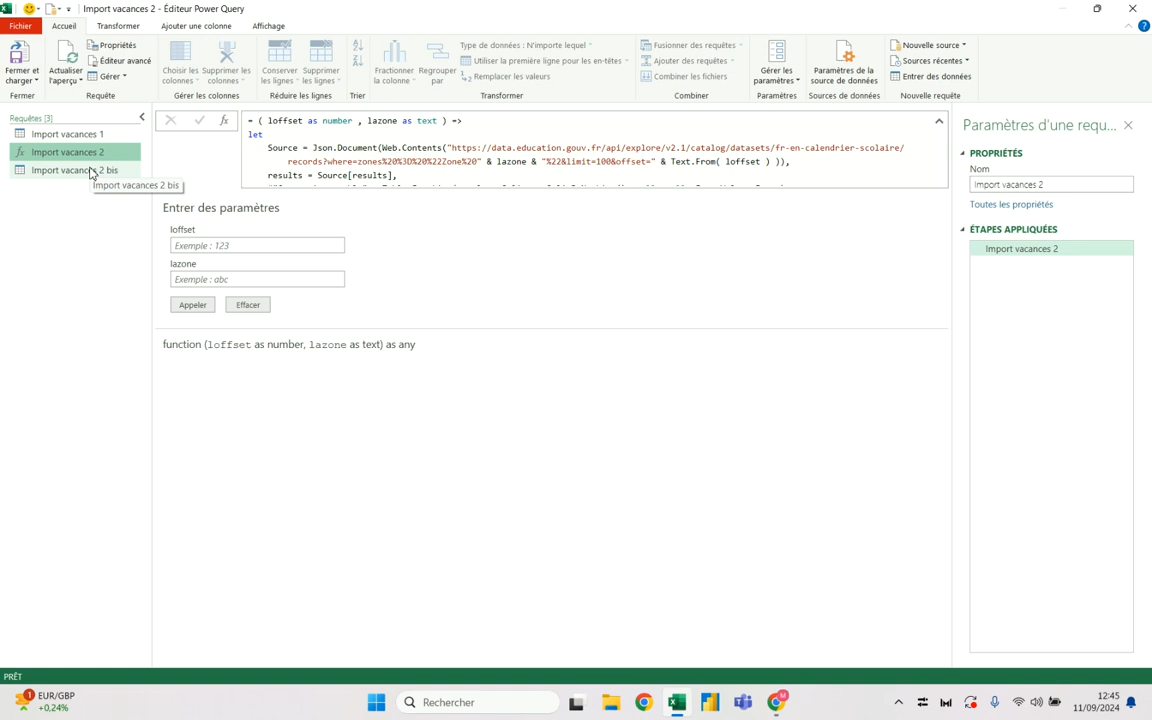 Import vacances 2 - Éditeur Power Query
Fichier Accueil Transformer Ajouter une colonne Affichage
Fermer et charger Actualiser l'aperçu Propriétés Éditeur avancé Gérer
Choisir les colonnes Supprimer les colonnes Conserver les lignes Supprimer les lignes
Fractionner la colonne Regrouper par
Type de données : N'importe lequel
Utiliser la première ligne pour les en-têtes
Remplacer les valeurs
Fusionner des requêtes
Ajouter des requêtes
Combiner les fichiers
Gérer les paramètres Paramètres de la source de données
Nouvelle source
Sources récentes
Entrer des données
Fermer Requête Gérer les colonnes Réduire les lignes Trier Transformer Combiner Paramètres Sources de données Nouvelle requête
Requêtes [3]
Import vacances 1
Import vacances 2
Import vacances 2 bis
Import vacances 2 bis
fx
= ( loffset as number , lazone as text ) =>
let
Source = Json.Document(Web.Contents("https://data.education.gouv.fr/api/explore/v2.1/catalog/datasets/fr-en-calendrier-scolaire/
records?where=zones%20%3D%20%22Zone%20" & lazone & "%22&limit=100&offset=" & Text.From( loffset ) )),
results = Source[results],
Entrer des paramètres
loffset
Exemple : 123
lazone
Exemple : abc
Appeler Effacer
function (loffset as number, lazone as text) as any
Paramètres d'une requ...
PROPRIÉTÉS
Nom
Import vacances 2
Toutes les propriétés
ÉTAPES APPLIQUÉES
Import vacances 2
PRÊT
1
EUR/GBP
+0,24%
Rechercher
12:45
11/09/2024